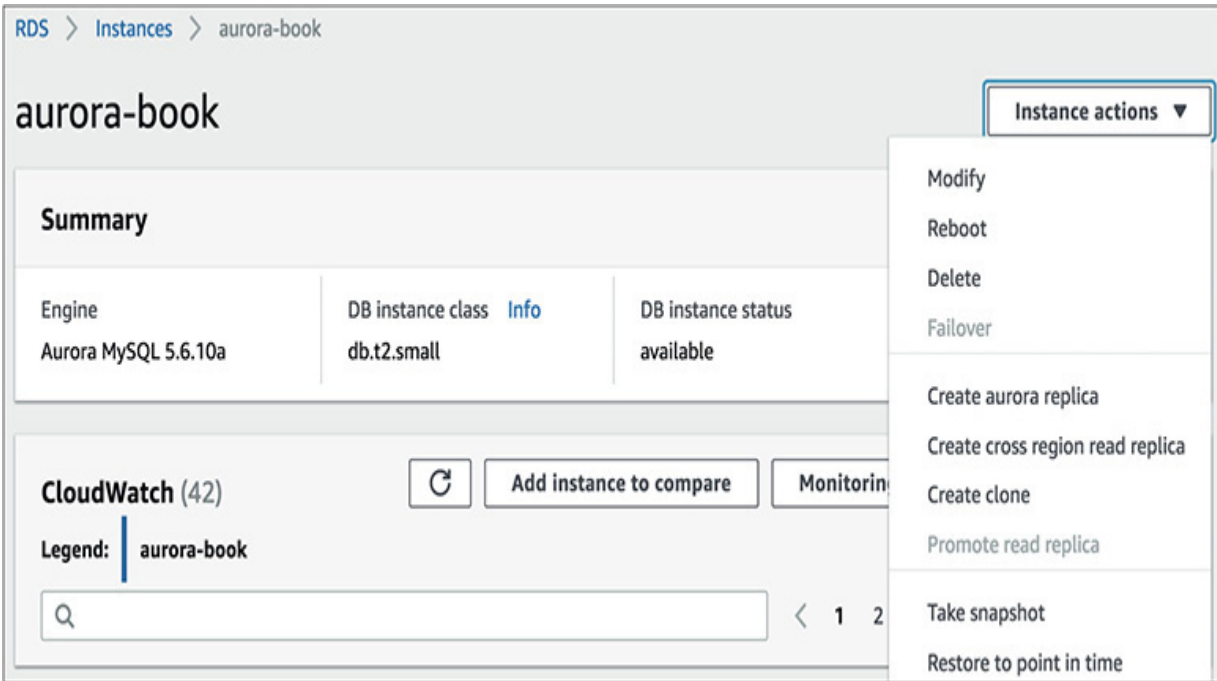 RDS > Instances > aurora-book
aurora-book
Instance actions ▼
Modify
Reboot
Delete
Failover
Create aurora replica
Create cross region read replica
Create clone
Promote read replica
Take snapshot
Restore to point in time
Summary
Engine
Aurora MySQL 5.6.10a
DB instance class Info
db.t2.small
DB instance status
available
CloudWatch (42)
Add instance to compare
Monitorin
Legend: aurora-book
< 1 2